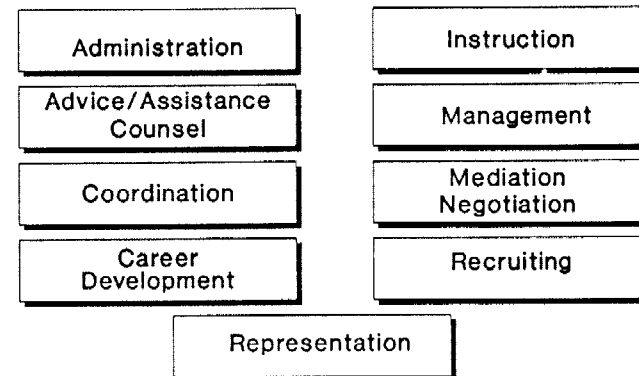 Administration
Advice/Assistance
Counsel
Coordination
Career
Development
Instruction
Management
Mediation
Negotiation
Recruiting
Representation